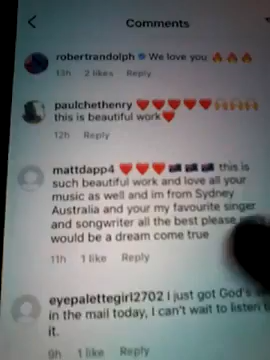 Comments
robertrandolph We love you 🔥 🔥 🔥
13h 2 likes Reply
paulchethenry ❤️❤️❤️❤️❤️🙌🙌🙌
this is beautiful work❤️
12h Reply
mattdapp4 ❤️ ❤️ ❤️ 🇦🇺 🇦🇺 🇦🇺 this is
such beautiful work and love all your
music as well and im from Sydney
Australia and your my favourite singer
and songwriter all the best please
would be a dream come true
11h 1 like Reply
eyepalettegirl2702 I just got God's
in the mail today, I can't wait to listen
it.
9h 1 like Reply